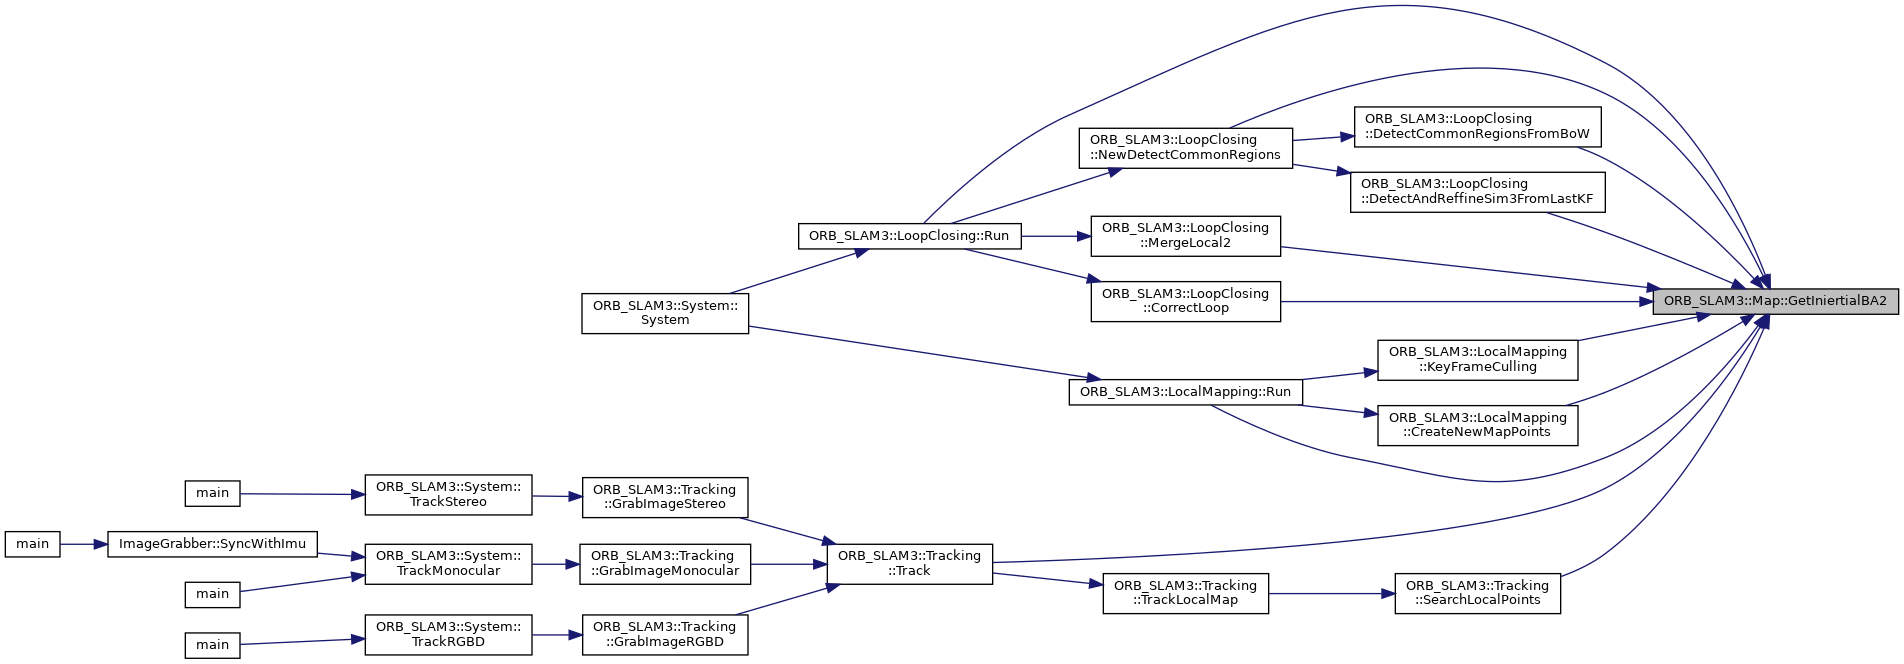 ORB_SLAM3::LoopClosing
::DetectCommonRegionsFromBoW
ORB_SLAM3::LoopClosing
::NewDetectCommonRegions
ORB_SLAM3::LoopClosing
::DetectAndReffineSim3FromLastKF
ORB_SLAM3::LoopClosing::Run
ORB_SLAM3::LoopClosing
::MergeLocal2
ORB_SLAM3::LoopClosing
::CorrectLoop
ORB_SLAM3::Map::GetIniertialBA2
ORB_SLAM3::System::
System
ORB_SLAM3::LocalMapping
::KeyFrameCulling
ORB_SLAM3::LocalMapping::Run
ORB_SLAM3::LocalMapping
::CreateNewMapPoints
main
ORB_SLAM3::System::
TrackStereo
ORB_SLAM3::Tracking
::GrabImageStereo
main
ImageGrabber::SyncWithImu
ORB_SLAM3::System::
TrackMonocular
ORB_SLAM3::Tracking
::GrabImageMonocular
ORB_SLAM3::Tracking
::Track
main
ORB_SLAM3::Tracking
::TrackLocalMap
ORB_SLAM3::Tracking
::SearchLocalPoints
main
ORB_SLAM3::System::
TrackRGBD
ORB_SLAM3::Tracking
::GrabImageRGBD